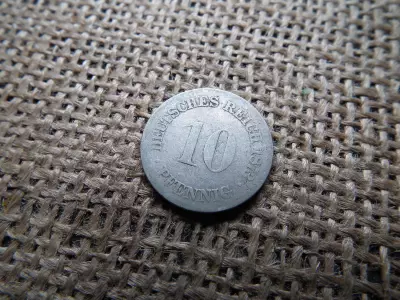 DEUTSCHES REICH
10
PFENNIG